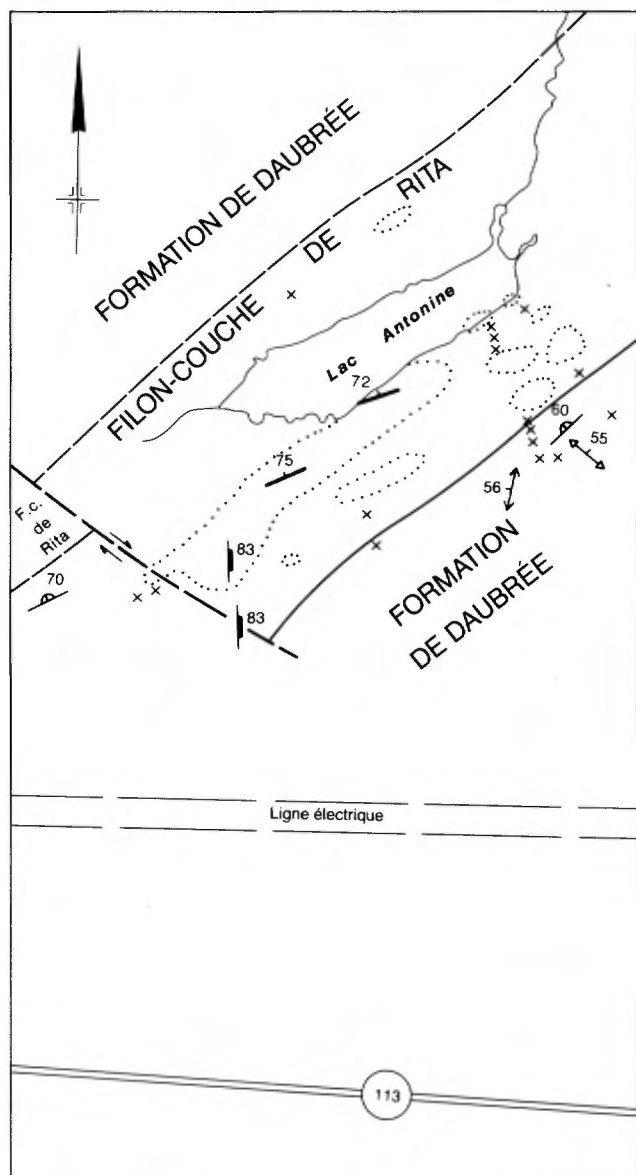 FORMATION DE DAUBRÉE
FILON-COUCHE DE RITA
Lac Antonine
72
60
55
75
56
F.c.
de
Rita
83
FORMATION
DE DAUBRÉE
70
83
Ligne électrique
113